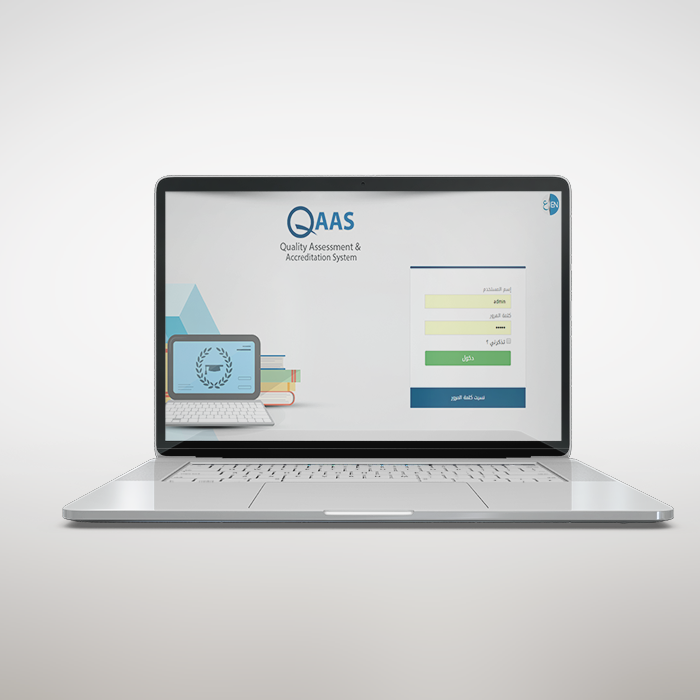 QAAS
Quality Assessment &
Accreditation System
EN
إسم المستخدم
admin
كلمة المرور
•••••
تذكرني ؟
دخول
نسيت كلمة المرور